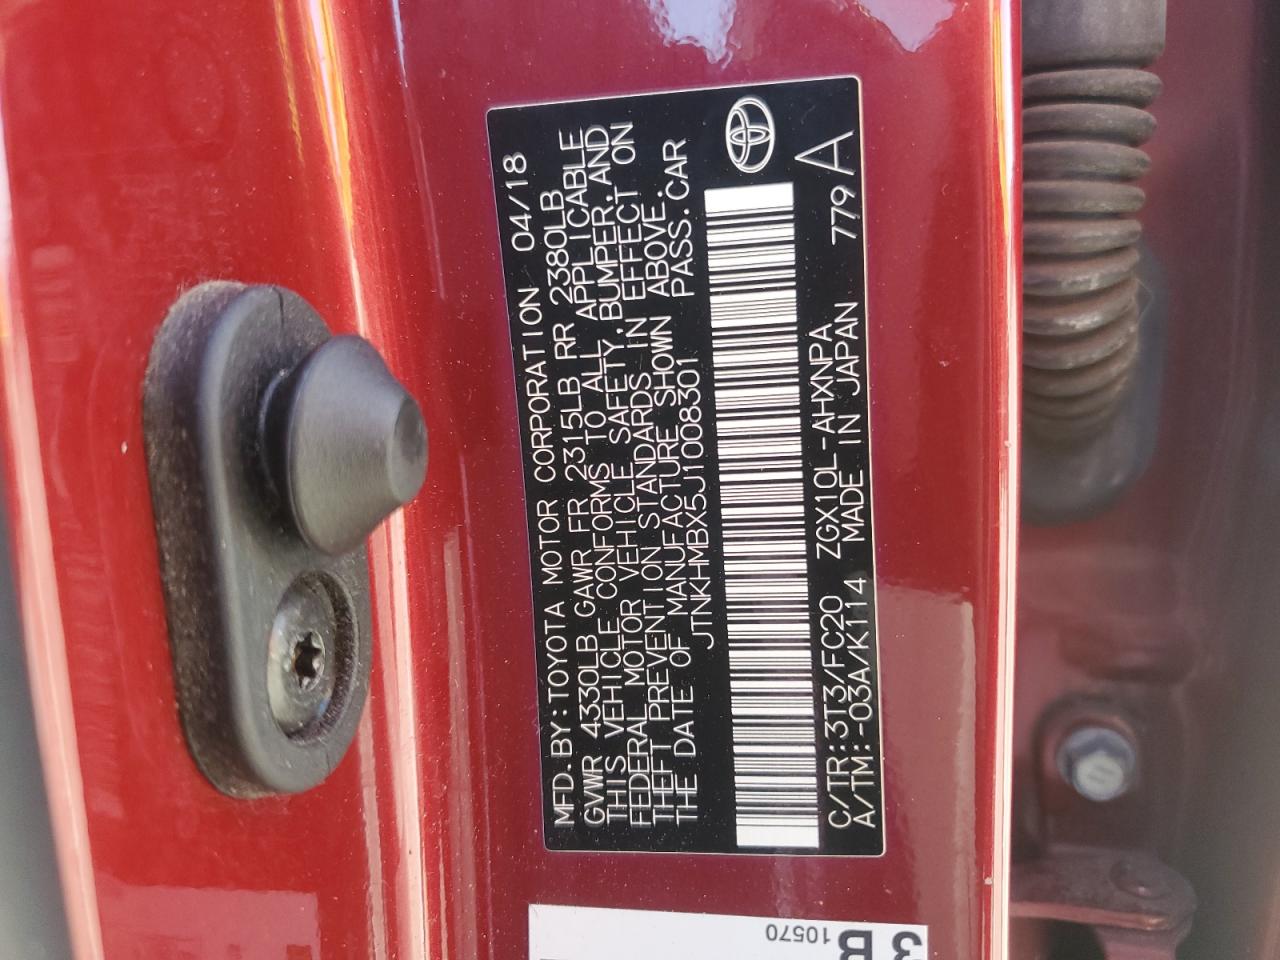 MFD.BY:TOYOTA MOTOR CORPORATION 04/18
GVWR 4330LB GAWR FR 2315LB RR 2380LB
THIS VEHICLE CONFORMS TO ALL APPLICABLE
FEDERAL MOTOR VEHICLE SAFETY,BUMPER,AND
THEFT PREVENTION STANDARDS IN EFFECT ON
THE DATE OF MANUFACTURE SHOWN ABOVE.
JTNKHMBX5J1008301 PASS.CAR
C/TR:3T3/FC20 ZGX10L-AHXNPA 779A
A/TM:-03A/K114 MADE IN JAPAN
3B
10570